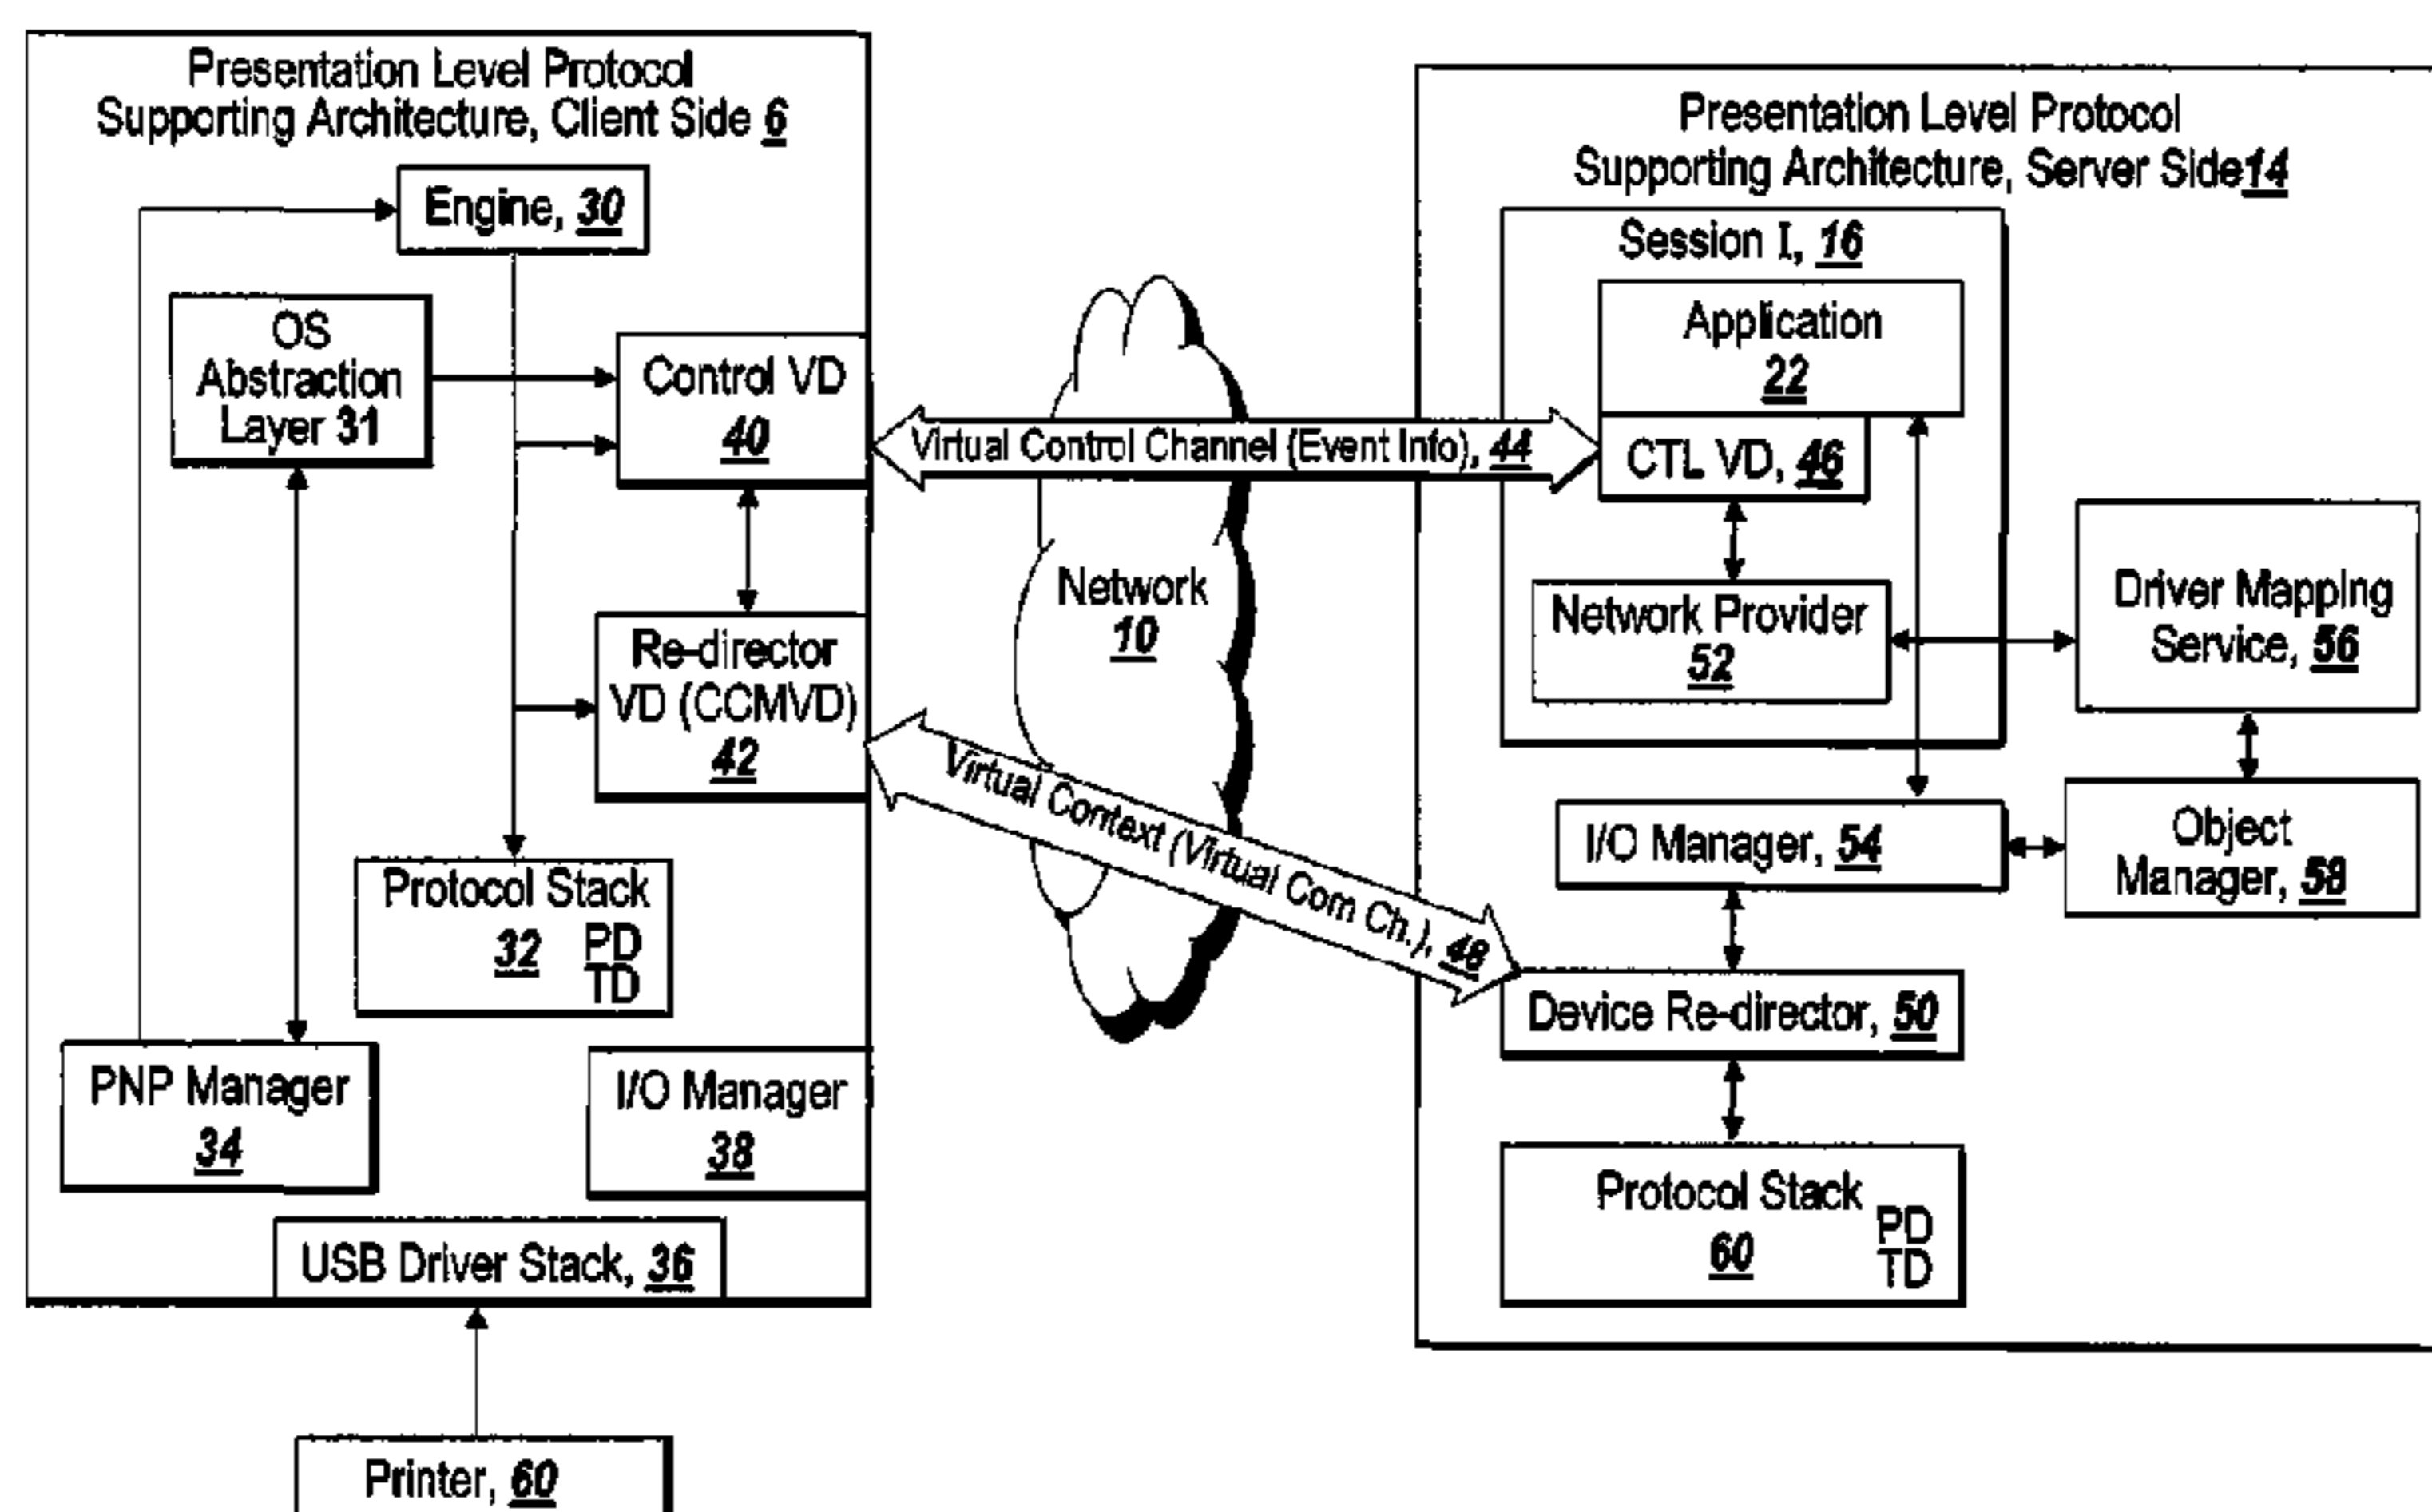 Presentation Level Protocol
Supporting Architecture, Client Side 6
Engine, 30
OS
Abstraction
Layer 31
Control VD
40
Re-director
VD (CCMVD)
42
Protocol Stack
32 PD
TD
PNP Manager
34
I/O Manager
38
USB Driver Stack, 36
Printer, 60
Network
10
Virtual Control Channel (Event Info), 44
Virtual Context (Virtual Com Ch.), 48
Presentation Level Protocol
Supporting Architecture, Server Side14
Session I, 16
Application
22
CTL VD, 46
Network Provider
52
Driver Mapping
Service, 56
I/O Manager, 54
Object
Manager, 58
Device Re-director, 50
Protocol Stack
60 PD
TD